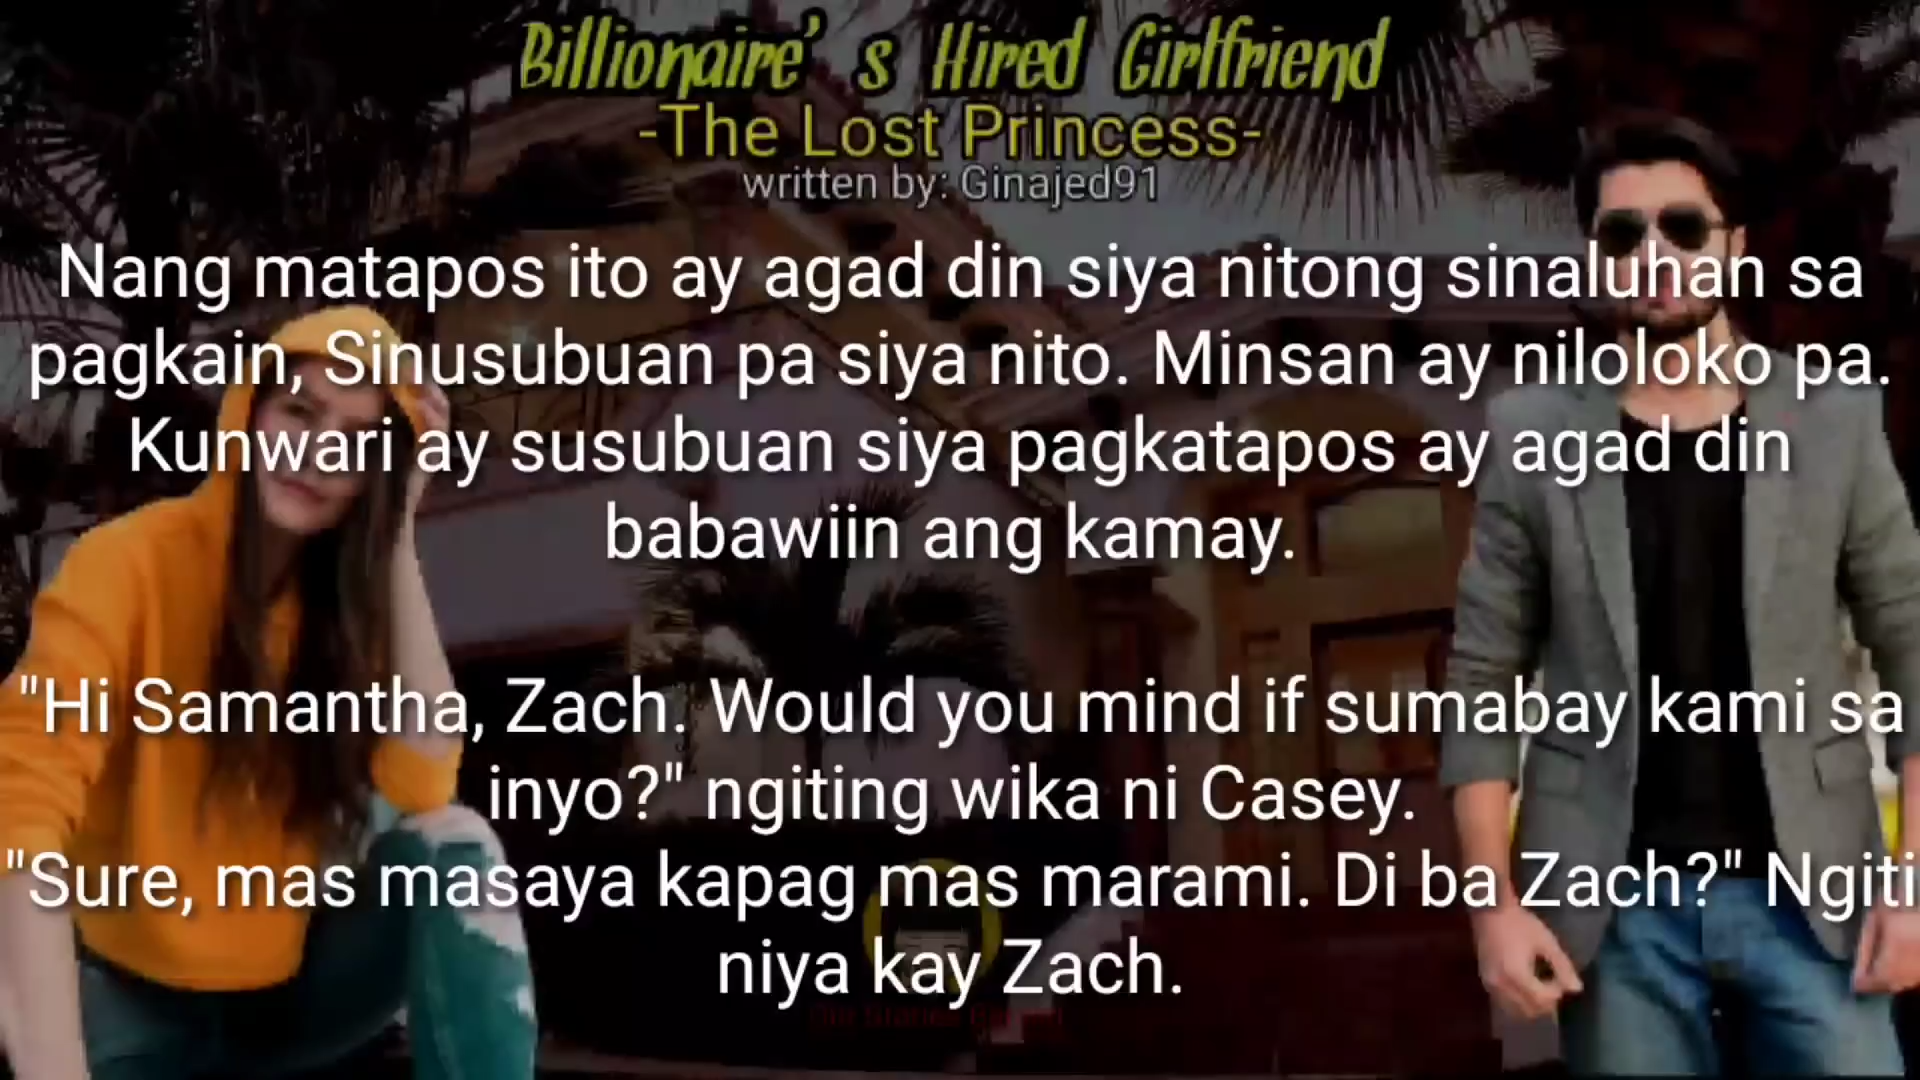 Billionaire' s Hired Girlfriend
-The Lost Princess-
written by: Ginajed91
Nang matapos ito ay agad din siya nitong sinaluhan sa
pagkain, Sinusubuan pa siya nito. Minsan ay niloloko pa.
Kunwari ay susubuan siya pagkatapos ay agad din
babawiin ang kamay.
"Hi Samantha, Zach. Would you mind if sumabay kami sa
inyo?" ngiting wika ni Casey.
"Sure, mas masaya kapag mas marami. Di ba Zach?" Ngiti
niya kay Zach.